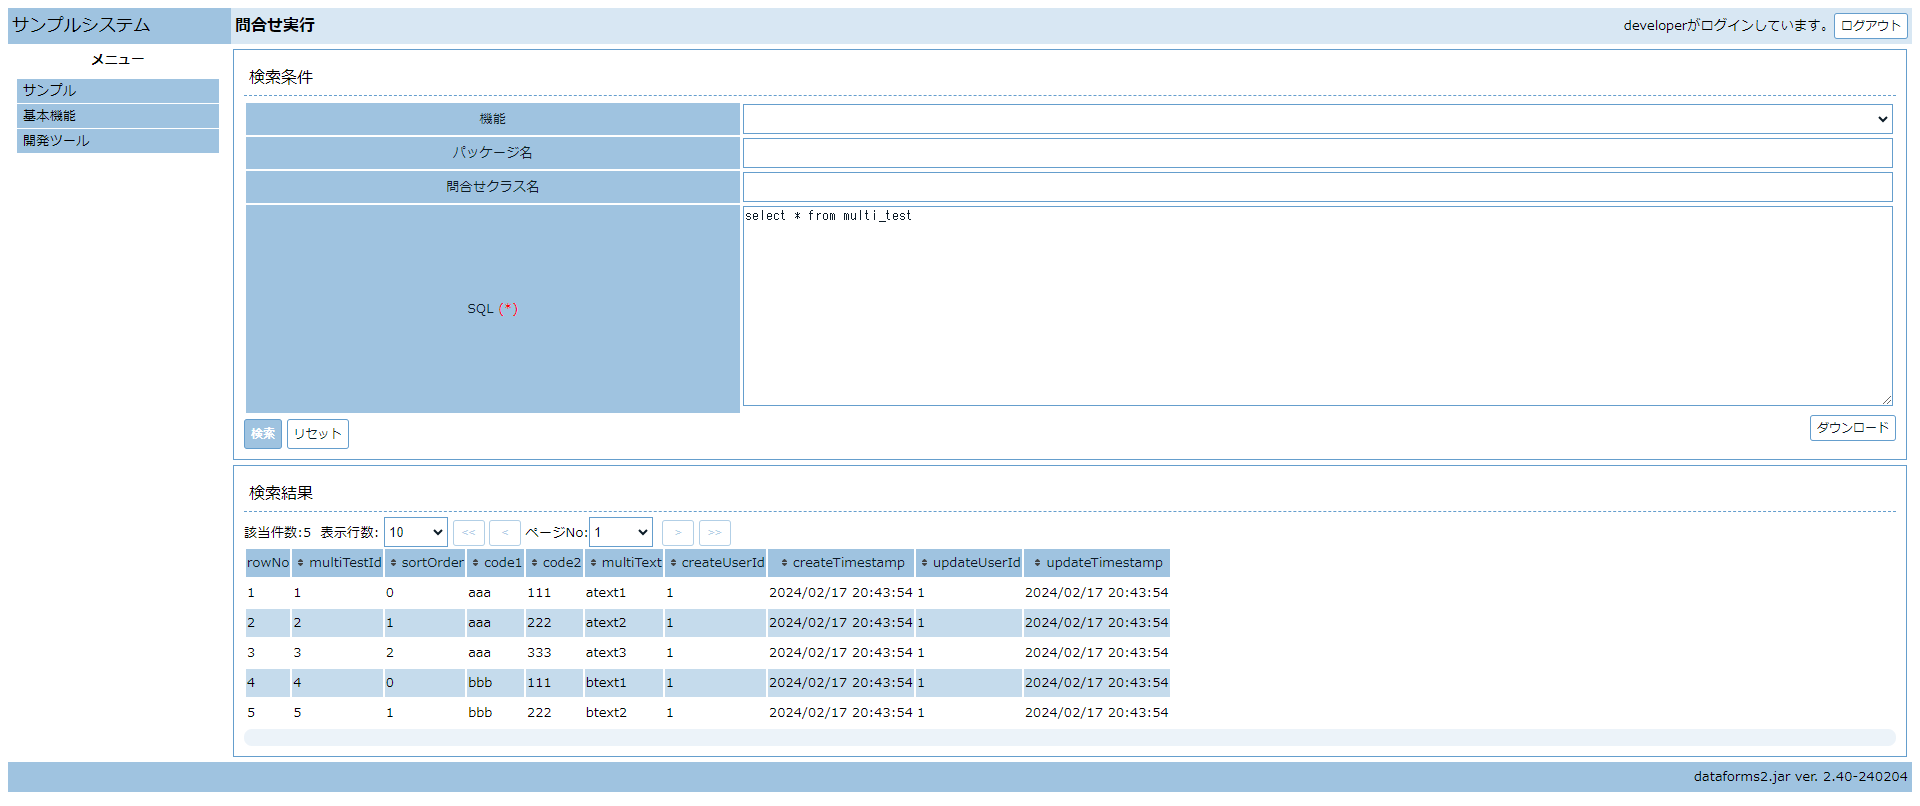 サンプルシステム
問合せ実行
developerがログインしています。 ログアウト
メニュー
サンプル
基本機能
開発ツール
検索条件
機能
パッケージ名
問合せクラス名
SQL (*)
select * from multi_test
検索 リセット
ダウンロード
検索結果
該当件数:5 表示行数: 10 << < ページNo: 1 > >>
rowNo multiTestId sortOrder code1 code2 multiText createUserId createTimestamp updateUserId updateTimestamp
1 1 0 aaa 111 atext1 1 2024/02/17 20:43:54 1 2024/02/17 20:43:54
2 2 1 aaa 222 atext2 1 2024/02/17 20:43:54 1 2024/02/17 20:43:54
3 3 2 aaa 333 atext3 1 2024/02/17 20:43:54 1 2024/02/17 20:43:54
4 4 0 bbb 111 btext1 1 2024/02/17 20:43:54 1 2024/02/17 20:43:54
5 5 1 bbb 222 btext2 1 2024/02/17 20:43:54 1 2024/02/17 20:43:54
dataforms2.jar ver. 2.40-240204